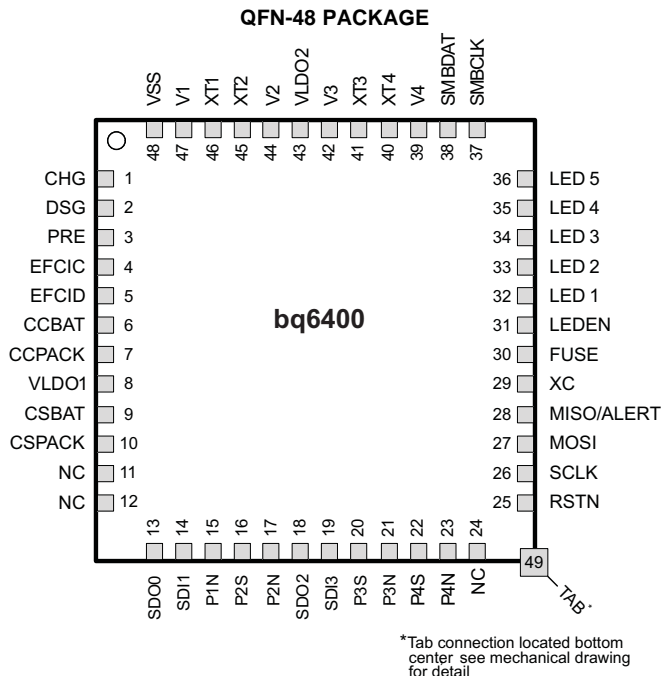 QFN-48 PACKAGE
VSS
V1
XT1
XT2
V2
VLDO2
V3
XT3
XT4
V4
SMBDAT
SMBCLK
48
47
46
45
44
43
42
41
40
39
38
37
CHG 1
DSG 2
PRE 3
EFCIC 4
EFCID 5
CCBAT 6
CCPACK 7
VLDO1 8
CSBAT 9
CSPACK 10
NC 11
NC 12
bq6400
36 LED 5
35 LED 4
34 LED 3
33 LED 2
32 LED 1
31 LEDEN
30 FUSE
29 XC
28 MISO/ALERT
27 MOSI
26 SCLK
25 RSTN
13
14
15
16
17
18
19
20
21
22
23
24
SDO0
SDI1
P1N
P2S
P2N
SDO2
SDI3
P3S
P3N
P4S
P4N
NC
49
TAB*
*Tab connection located bottom
center see mechanical drawing
for detail